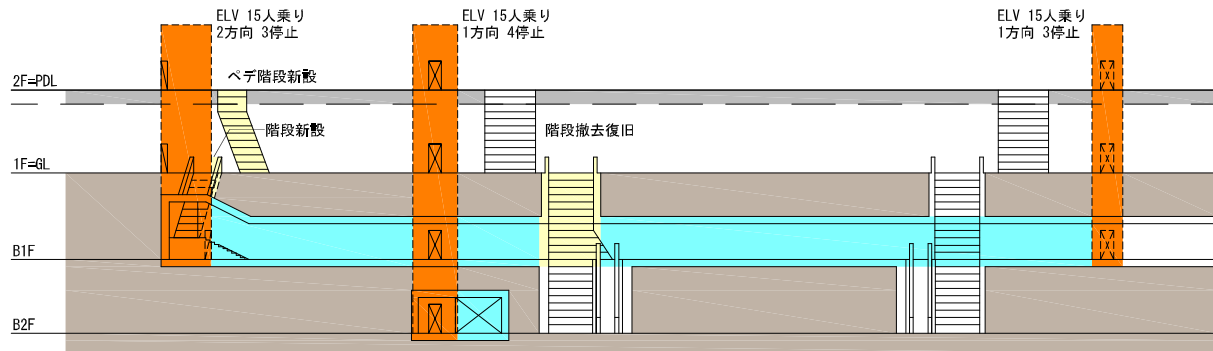 ELV 15人乗り
2方向 3停止
ELV 15人乗り
1方向 4停止
ELV 15人乗り
1方向 3停止
2F=PDL
ペデ階段新設
階段新設
階段撤去復旧
1F=GL
B1F
B2F